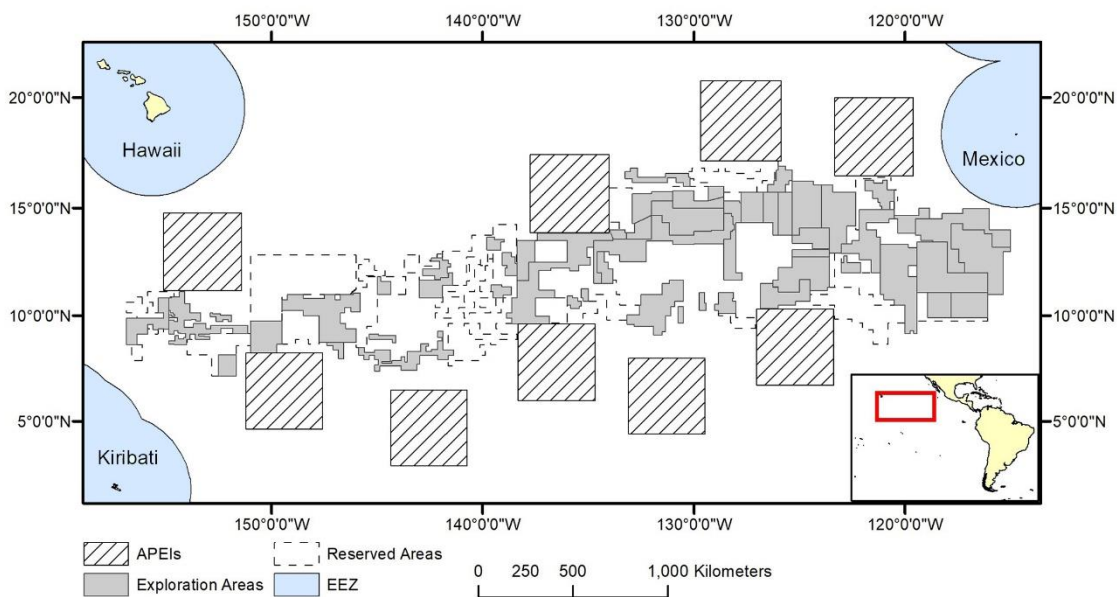 150°0'0"W 140°0'0"W 130°0'0"W 120°0'0"W
20°0'0"N 20°0'0"N
Hawaii Mexico
15°0'0"N 15°0'0"N
10°0'0"N 10°0'0"N
5°0'0"N 5°0'0"N
Kiribati
150°0'0"W 140°0'0"W 130°0'0"W 120°0'0"W
APEIs Reserved Areas
Exploration Areas EEZ
0 250 500 1,000 Kilometers